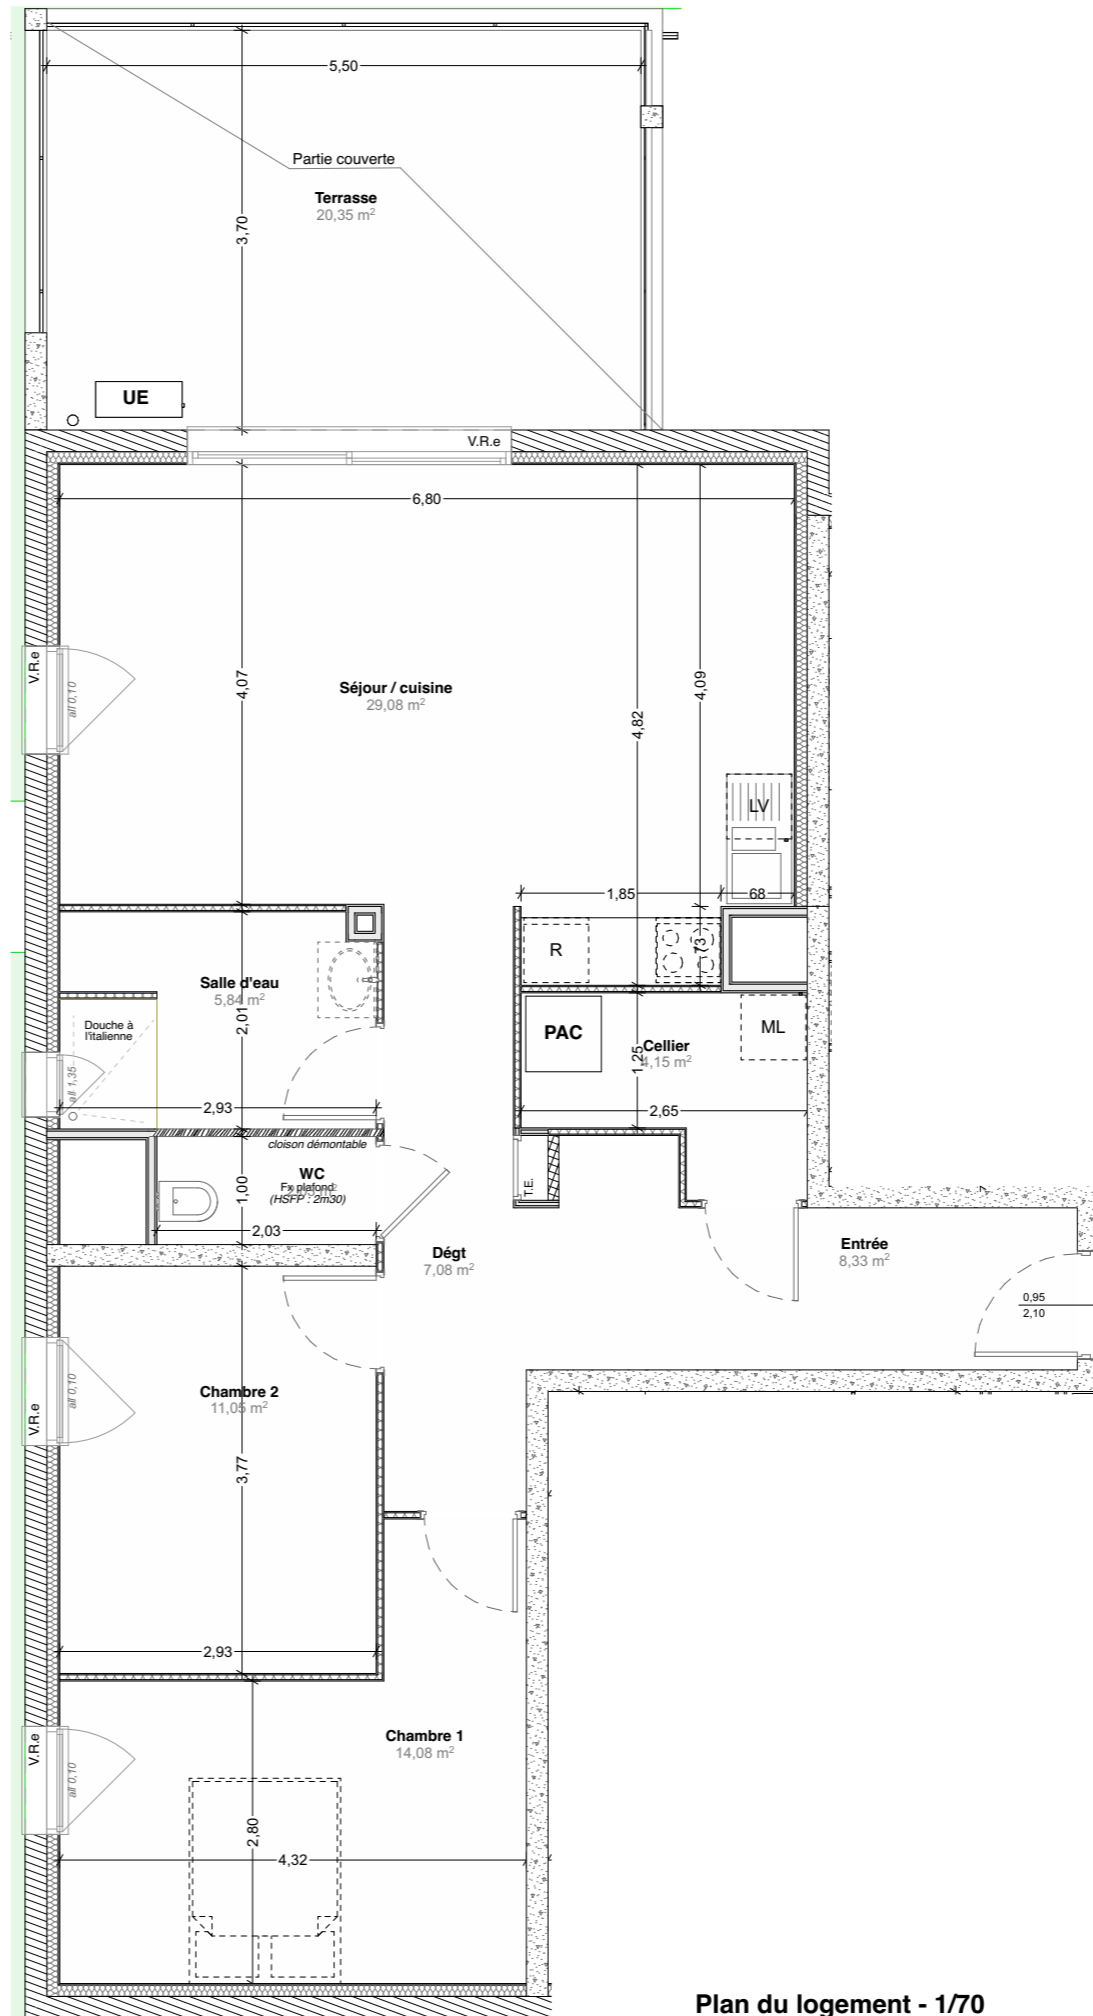 5,50
Partie couverte
Terrasse
20,35 m²
3,70
UE
V.R.e
6,80
V.R.e
all 0,10
4,07
Séjour / cuisine
29,08 m²
4,09
4,82
LV
1,85
68
R
73
Salle d'eau
5,84 m²
2,01
Douche à
l'italienne
all 1,35
2,93
PAC
ML
Cellier
4,15 m²
1,25
2,65
cloison démontable
WC
Fx plafond
(HSFP : 2m30)
1,00
2,03
T.E.
Dégt
7,08 m²
Entrée
8,33 m²
0,95
2,10
Chambre 2
11,05 m²
V.R.e
all 0,10
3,77
2,93
Chambre 1
14,08 m²
V.R.e
all 0,10
2,80
4,32
Plan du logement - 1/70